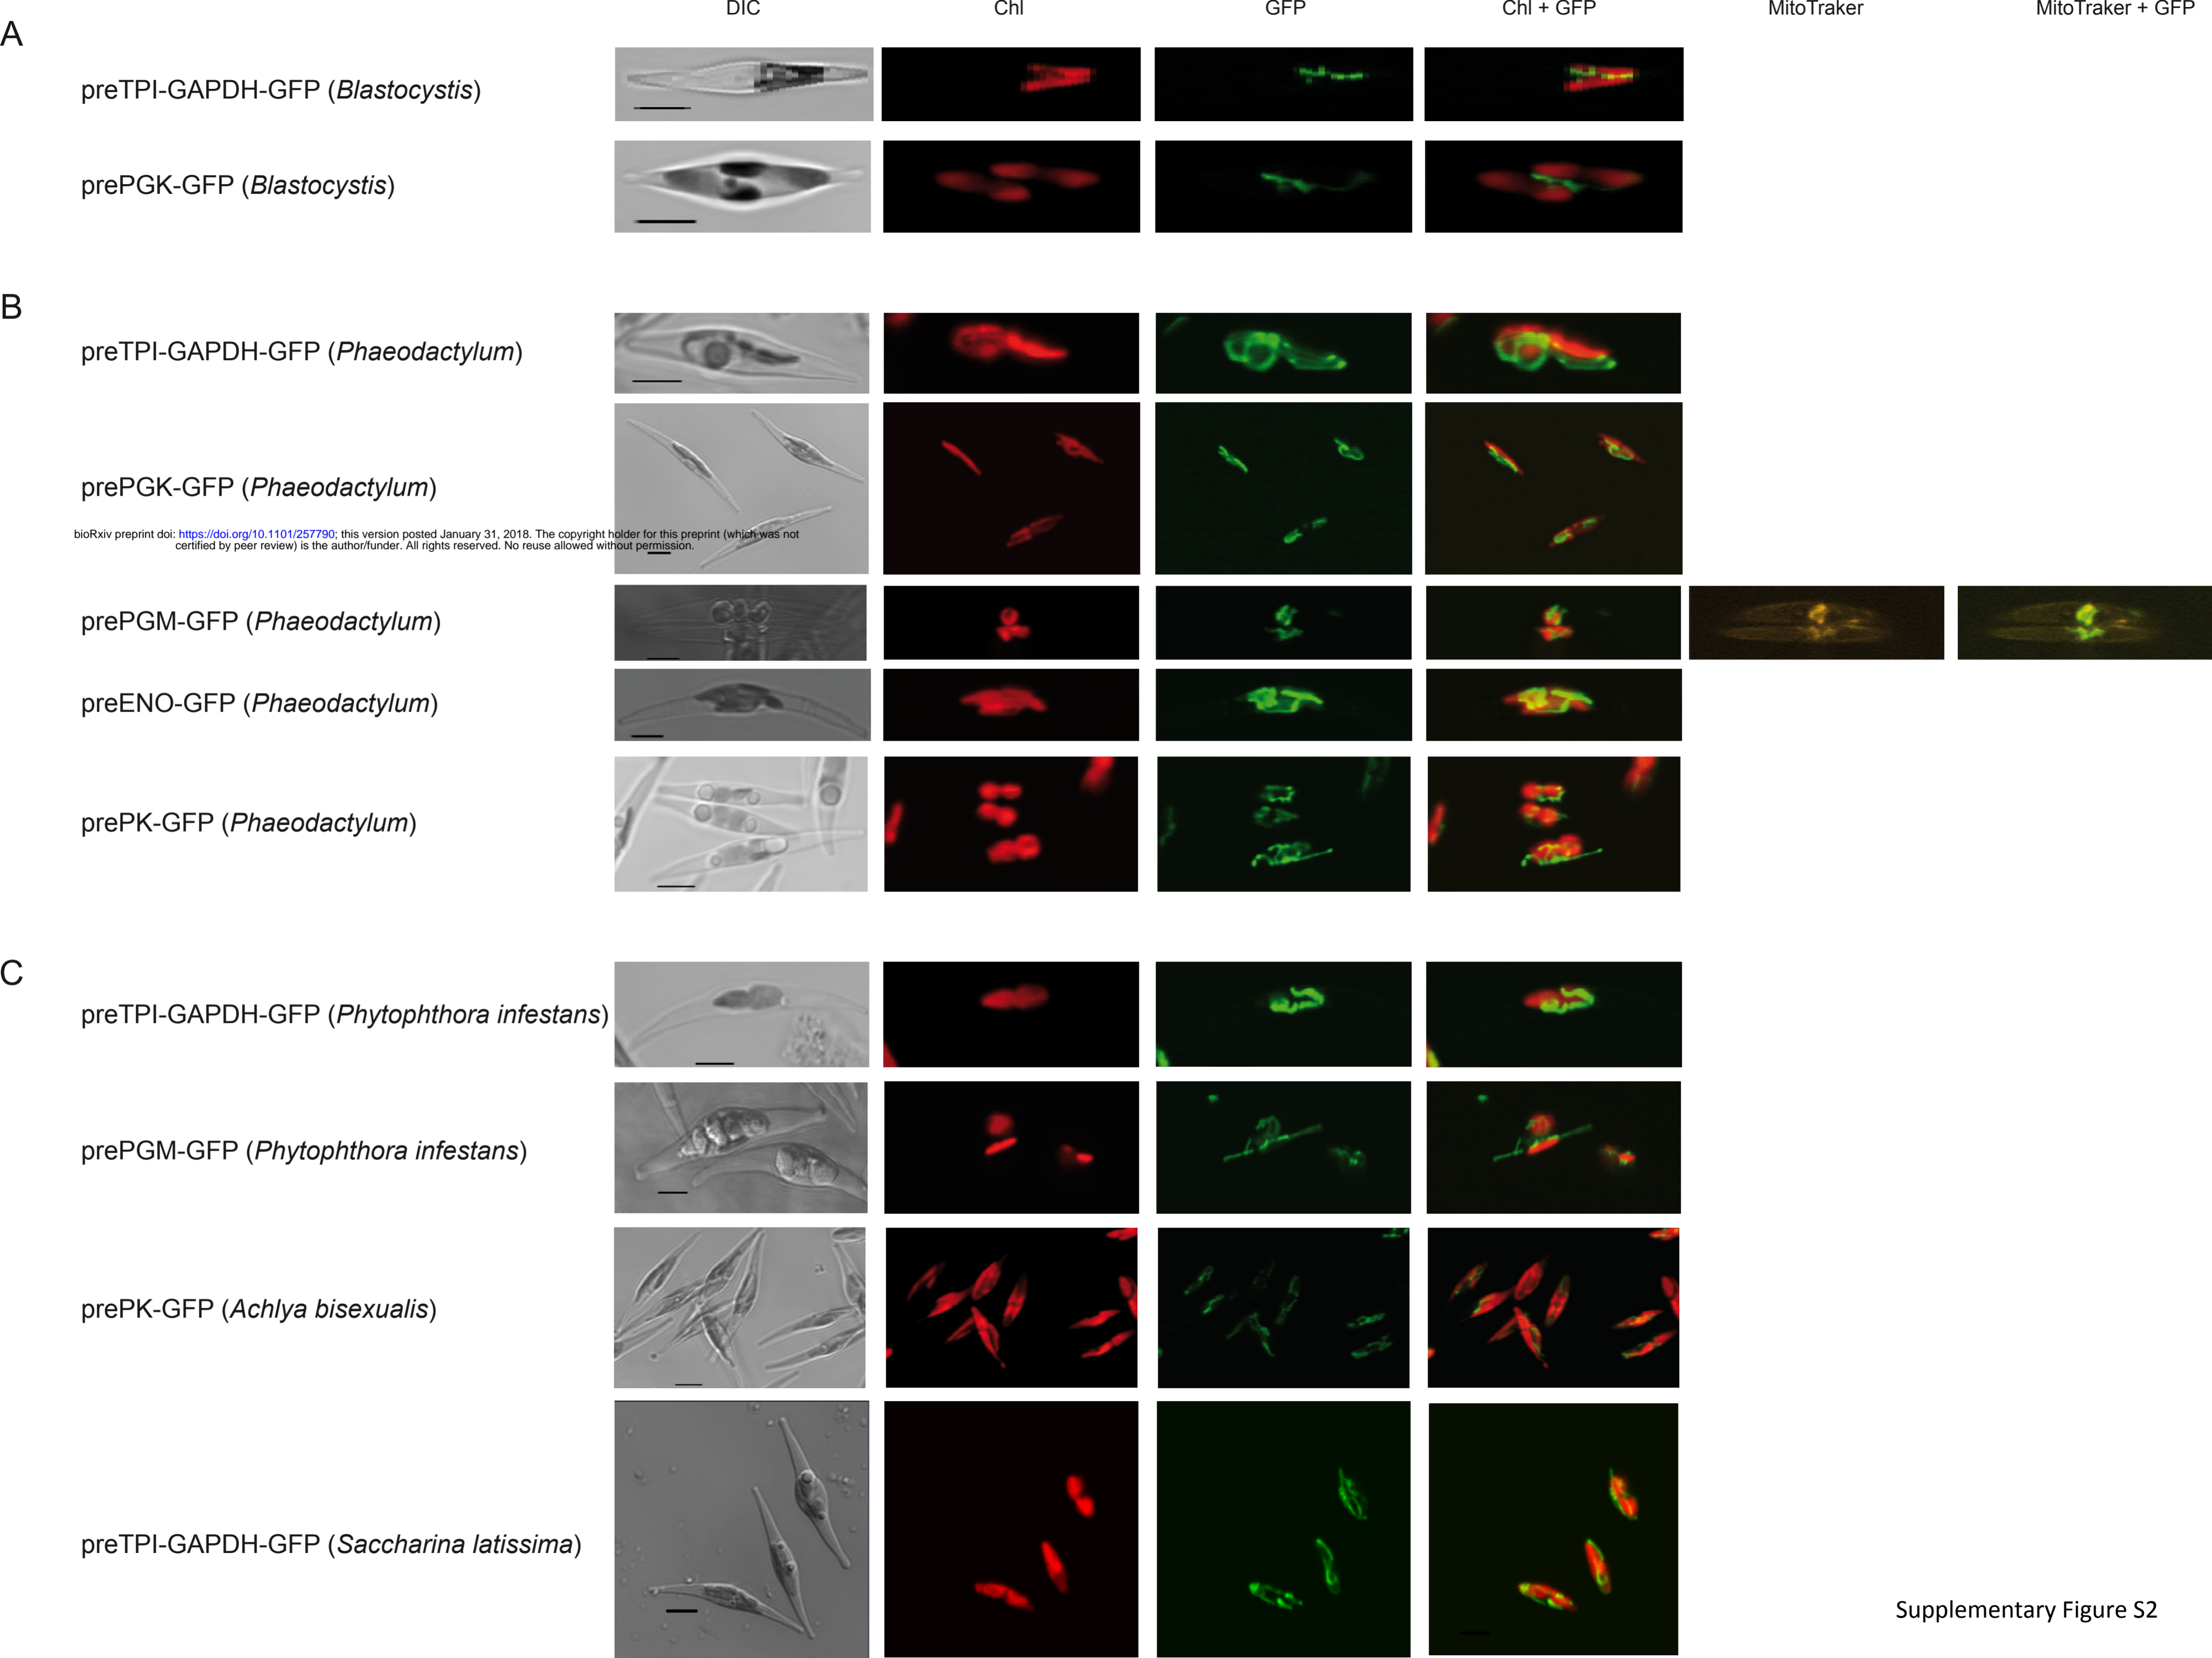 DIC Chl GFP Chl + GFP MitoTraker MitoTraker + GFP
A
preTPI-GAPDH-GFP (Blastocystis)
prePGK-GFP (Blastocystis)
B
preTPI-GAPDH-GFP (Phaeodactylum)
prePGK-GFP (Phaeodactylum)
bioRxiv preprint doi: https://doi.org/10.1101/257790; this version posted January 31, 2018. The copyright holder for this preprint (which was not
certified by peer review) is the author/funder. All rights reserved. No reuse allowed without permission.
prePGM-GFP (Phaeodactylum)
preENO-GFP (Phaeodactylum)
prePK-GFP (Phaeodactylum)
C
preTPI-GAPDH-GFP (Phytophthora infestans)
prePGM-GFP (Phytophthora infestans)
prePK-GFP (Achlya bisexualis)
preTPI-GAPDH-GFP (Saccharina latissima)
Supplementary Figure S2